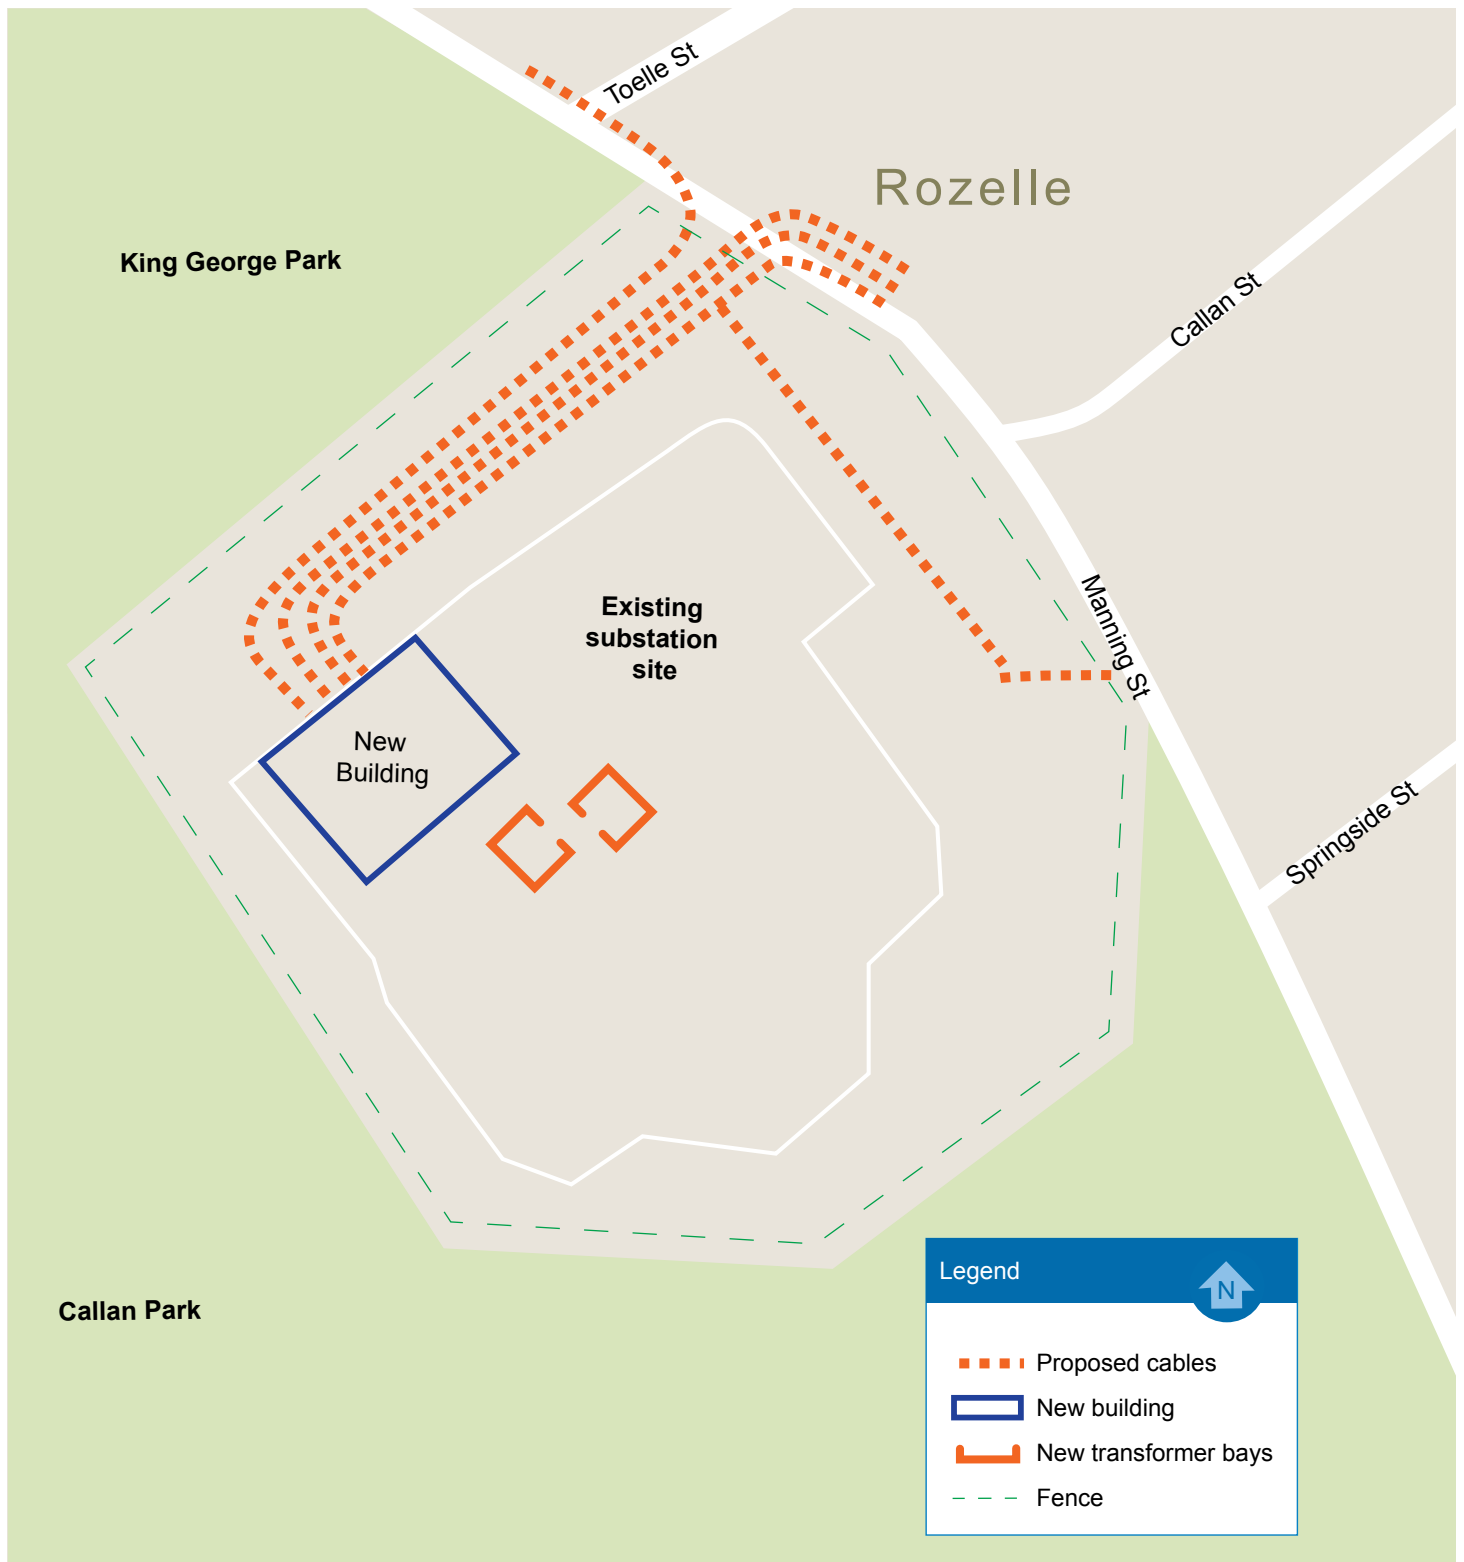 Toelle St
Rozelle
King George Park
Callan St
Existing
substation
site
Manning St
New
Building
Springside St
Callan Park
Legend
N
Proposed cables
New building
New transformer bays
Fence